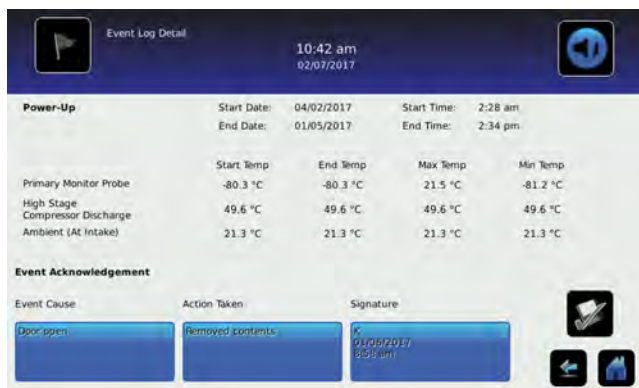 Event Log Detail
10:42 am
02/07/2017
Power-Up Start Date: 04/02/2017 Start Time: 2:28 am
End Date: 01/05/2017 End Time: 2:34 pm
Start Temp End Temp Max Temp Min Temp
Primary Monitor Probe -80.3 °C -80.3 °C 21.5 °C -81.2 °C
High Stage
Compressor Discharge 49.6 °C 49.6 °C 49.6 °C 49.6 °C
Ambient (At Intake) 21.3 °C 21.3 °C 21.3 °C 21.3 °C
Event Acknowledgement
Event Cause Action Taken Signature
Door open Removed contents K
01/06/2017
8:58 am